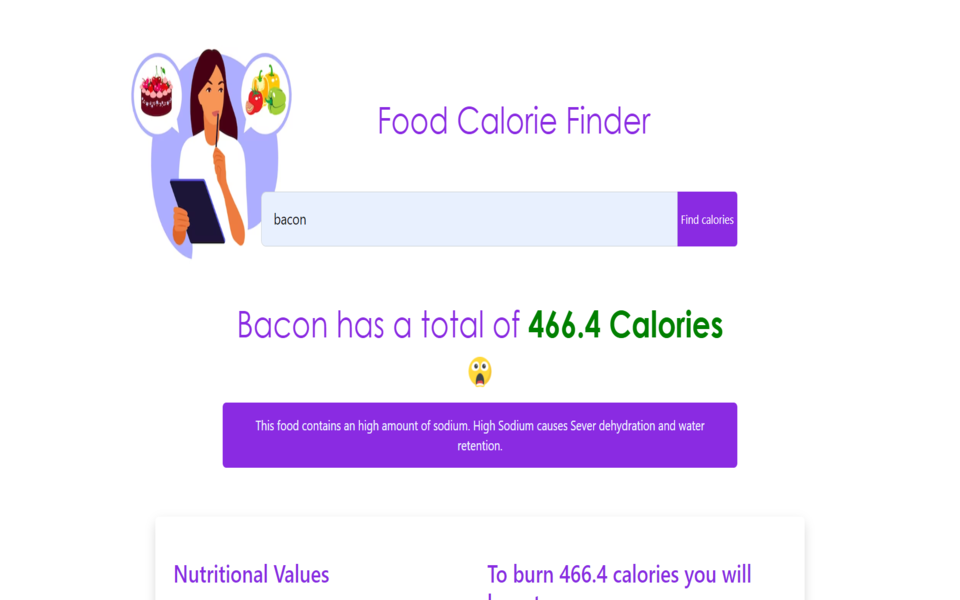 Food Calorie Finder
bacon
Find calories
Bacon has a total of 466.4 Calories
This food contains an high amount of sodium. High Sodium causes Sever dehydration and water
retention.
Nutritional Values
To burn 466.4 calories you will